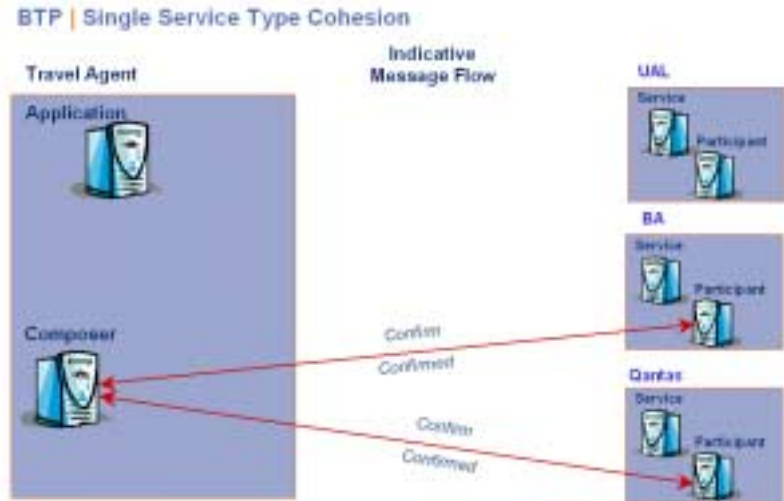 BTP | Single Service Type Cohesion
Indicative
Message Flow
Travel Agent
UAL
Application
Service
Participant
BA
Service
Participant
Composer
Confirm
Confirmed
Qantas
Service
Confirm
Participant
Confirmed